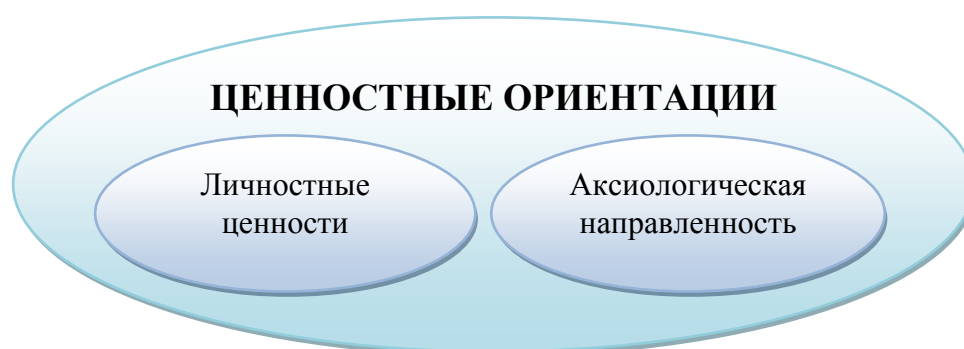 ЦЕННОСТНЫЕ ОРИЕНТАЦИИ
Личностные
ценности
Аксиологическая
направленность